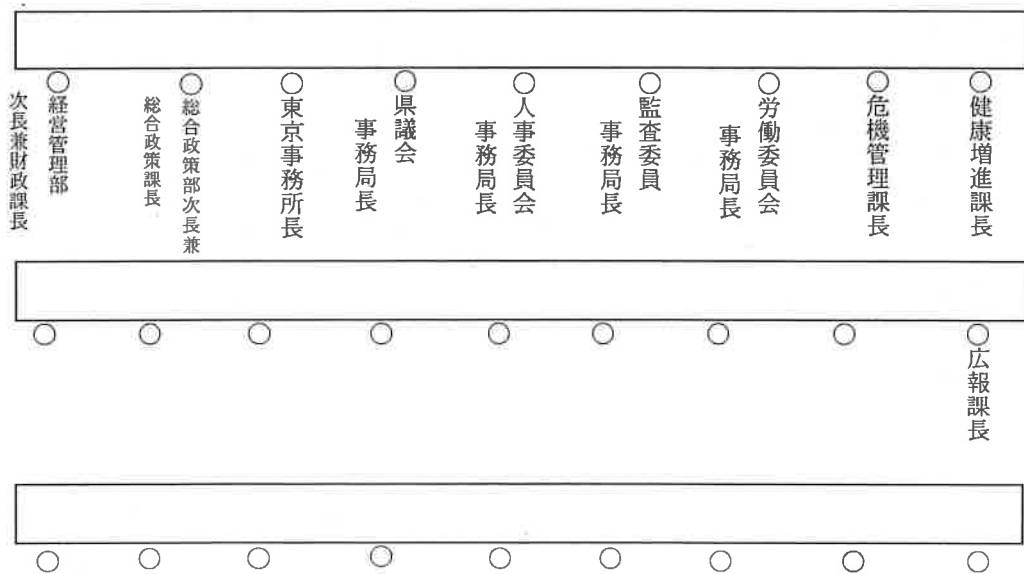 健康増進課長
危機管理課長
労働委員会
事務局長
監査委員
事務局長
人事委員会
事務局長
県議会
事務局長
東京事務所長
総合政策部次長兼
総合政策課長
経営管理部
次長兼財政課長
広報課長